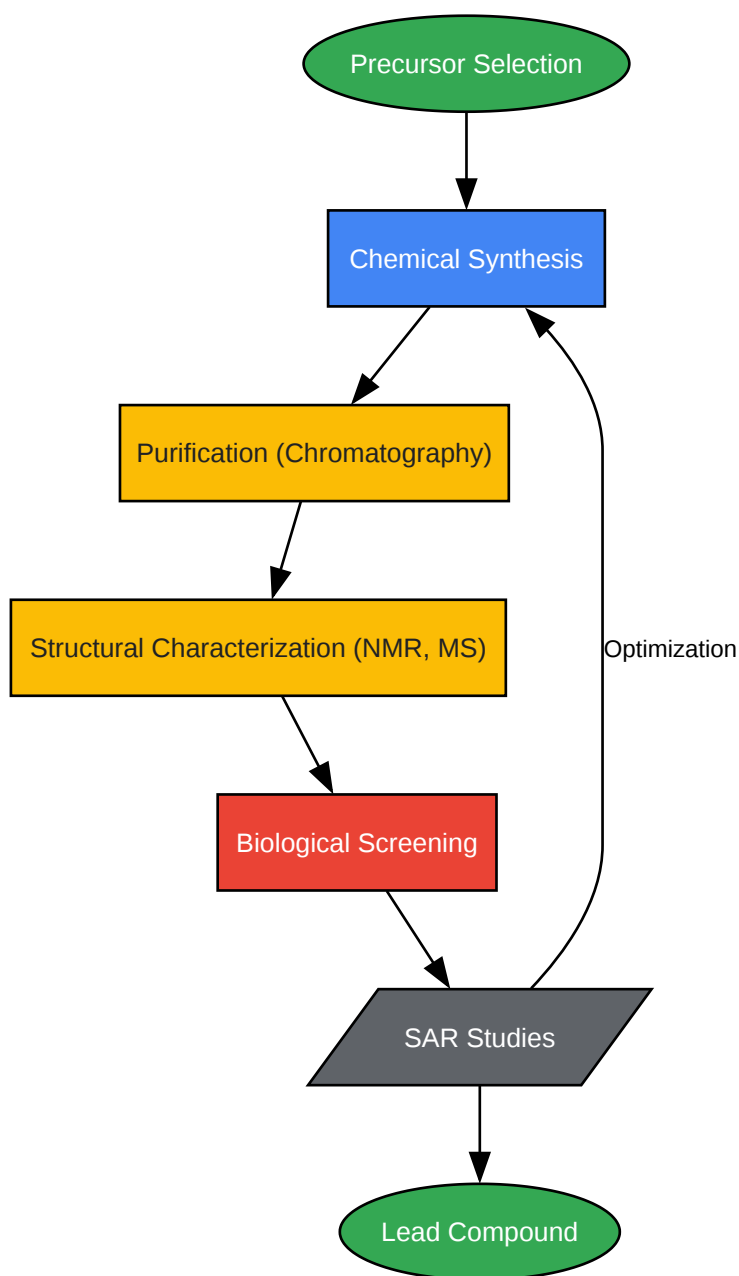 Precursor Selection
Chemical Synthesis
Purification (Chromatography)
Structural Characterization (NMR, MS)
Optimization
Biological Screening
SAR Studies
Lead Compound